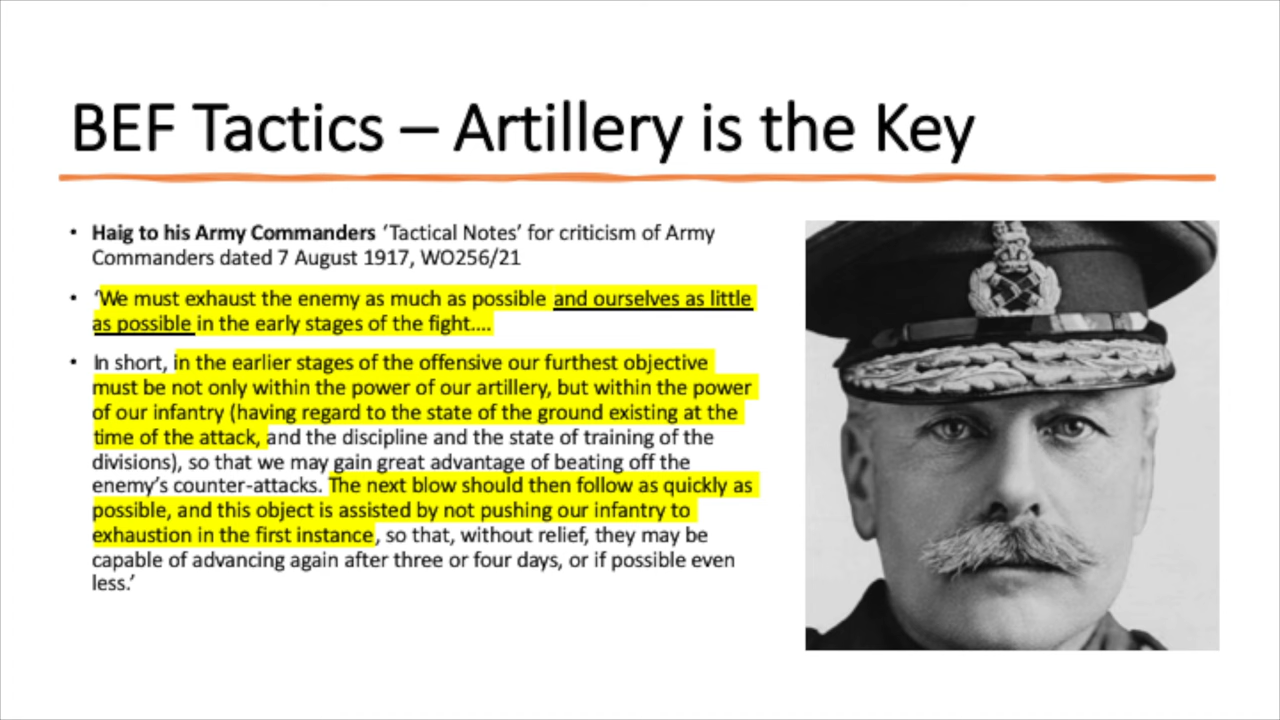 BEF Tactics – Artillery is the Key
• Haig to his Army Commanders ‘Tactical Notes’ for criticism of Army
Commanders dated 7 August 1917, WO256/21
• ‘We must exhaust the enemy as much as possible and ourselves as little
as possible in the early stages of the fight....
• In short, in the earlier stages of the offensive our furthest objective
must be not only within the power of our artillery, but within the power
of our infantry (having regard to the state of the ground existing at the
time of the attack, and the discipline and the state of training of the
divisions), so that we may gain great advantage of beating off the
enemy’s counter-attacks. The next blow should then follow as quickly as
possible, and this object is assisted by not pushing our infantry to
exhaustion in the first instance, so that, without relief, they may be
capable of advancing again after three or four days, or if possible even
less.’